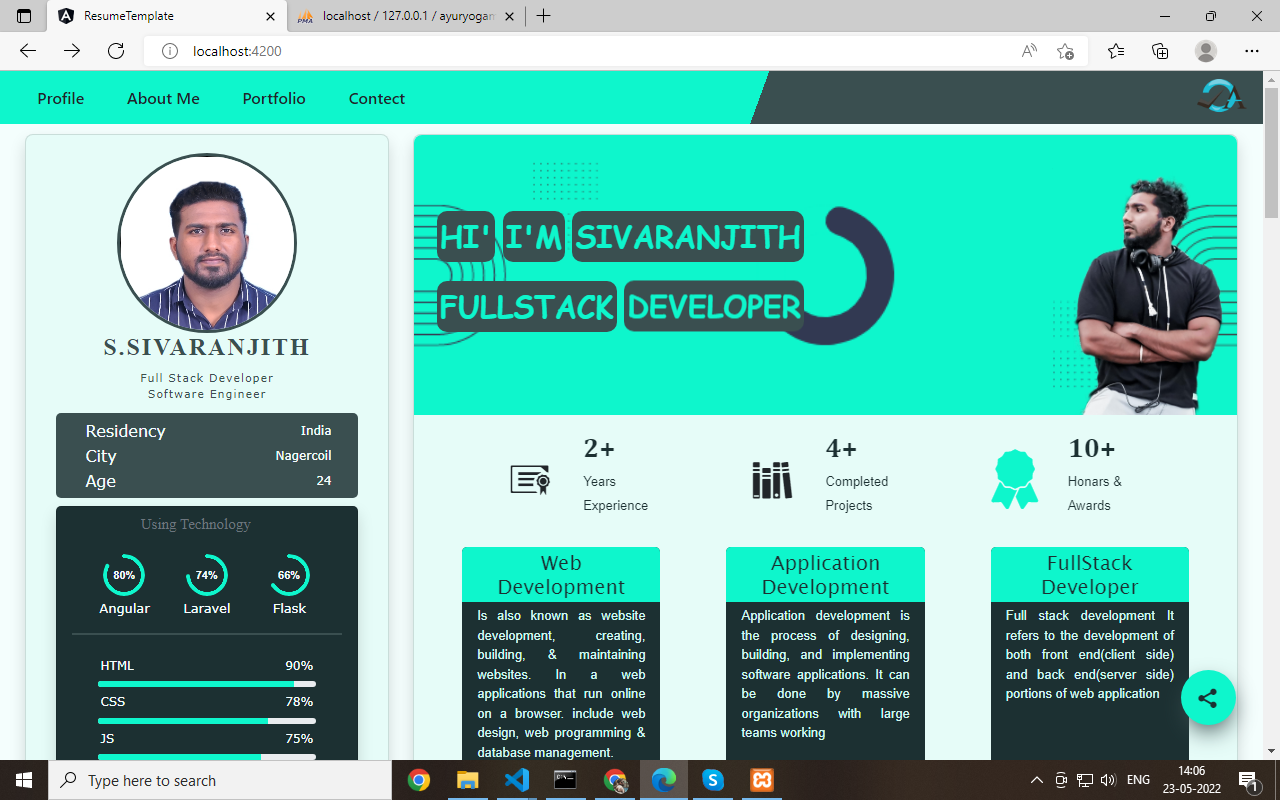 ResumeTemplate
localhost / 127.0.0.1 / ayuryogam
localhost:4200
Profile About Me Portfolio Contect
S.SIVARANJITH
Full Stack Developer
Software Engineer
Residency India
City Nagercoil
Age 24
Using Technology
80% 74% 66%
Angular Laravel Flask
HTML 90%
CSS 78%
JS 75%
HI' I'M SIVARANJITH
FULLSTACK DEVELOPER
2+
Years
Experience
4+
Completed
Projects
10+
Honars &
Awards
Web
Development
Is also known as website
development, creating,
building, & maintaining
websites. In a web
applications that run online
on a browser. include web
design, web programming &
database management.
Application
Development
Application development is
the process of designing,
building, and implementing
software applications. It can
be done by massive
organizations with large
teams working
FullStack
Developer
Full stack development It
refers to the development of
both front end(client side)
and back end(server side)
portions of web application
Type here to search
ENG
14:06
23-05-2022
1